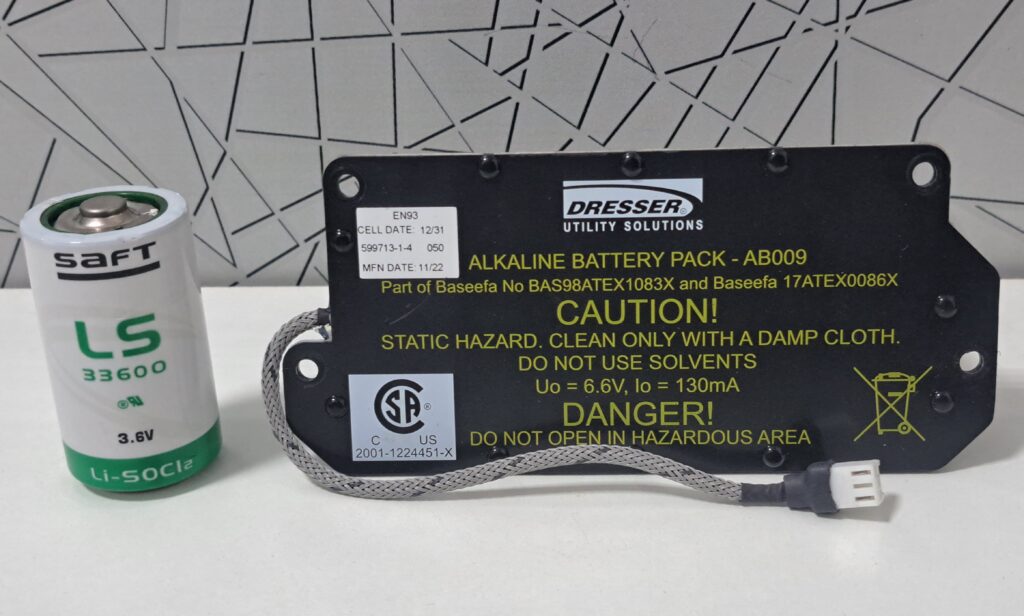 saft
LS
33600
3.6V
Li-SOCl2
EN93
CELL DATE: 12/31
599713-1-4 050
MFN DATE: 11/22
DRESSER®
UTILITY SOLUTIONS
ALKALINE BATTERY PACK - AB009
Part of Baseefa No BAS98ATEX1083X and Baseefa 17ATEX0086X
CAUTION!
STATIC HAZARD. CLEAN ONLY WITH A DAMP CLOTH.
DO NOT USE SOLVENTS
Uo = 6.6V, Io = 130mA
DANGER!
DO NOT OPEN IN HAZARDOUS AREA
CSA®
C US
2001-1224451-X